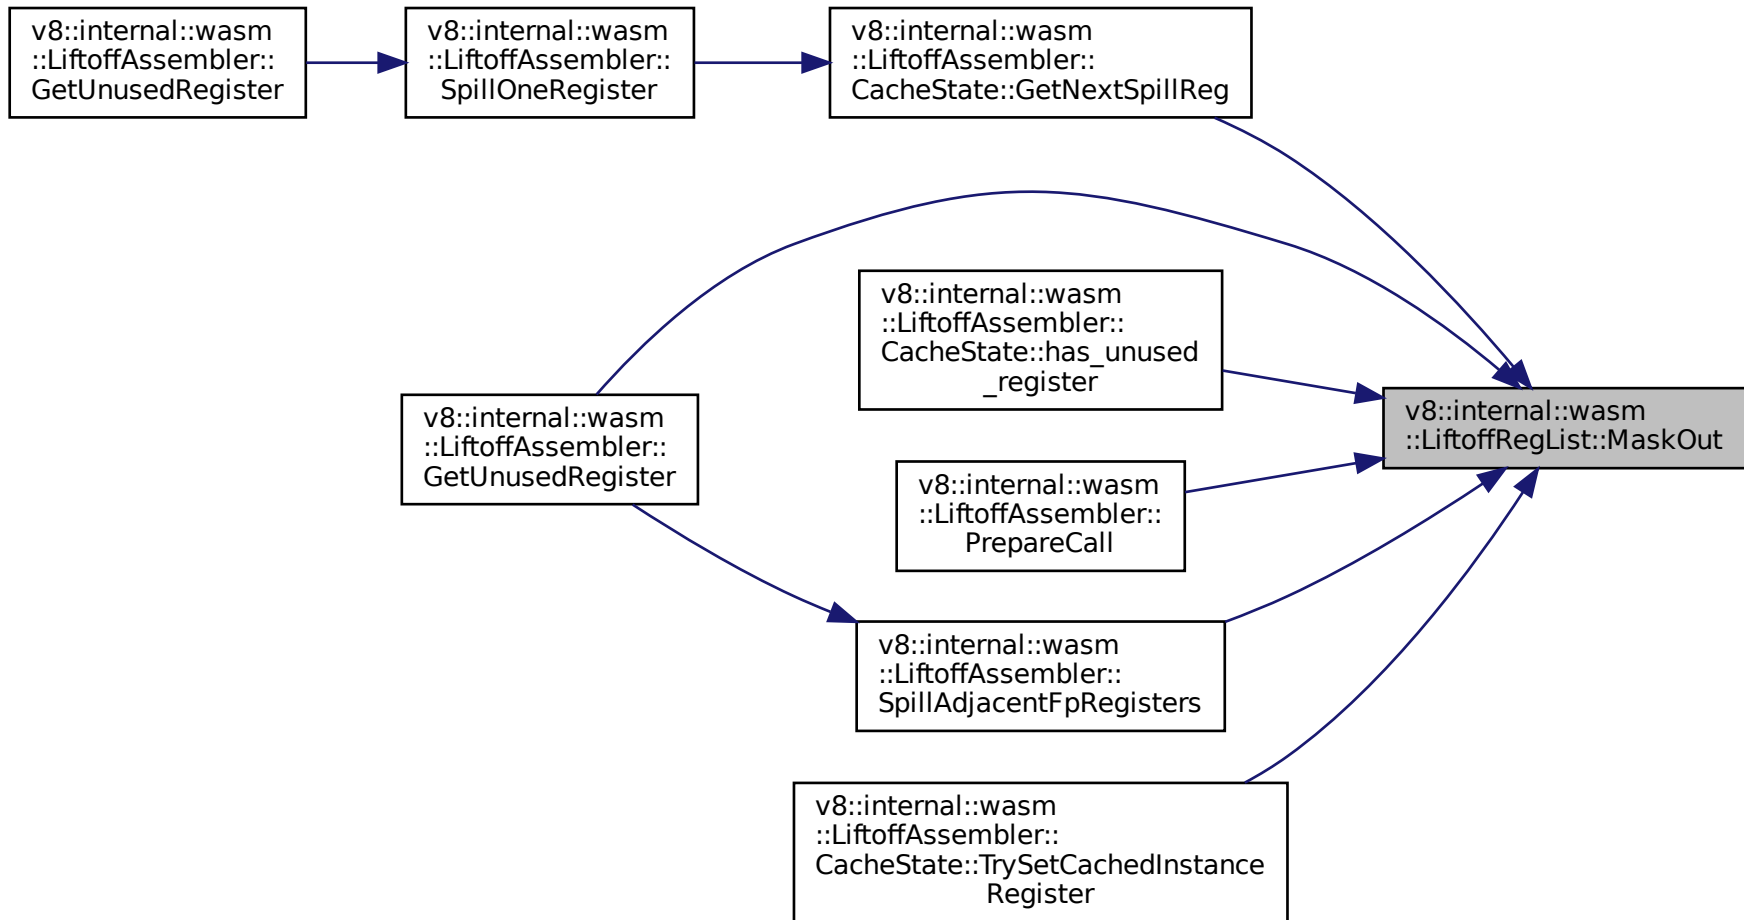 v8::internal::wasm
::LiftoffAssembler::
GetUnusedRegister
v8::internal::wasm
::LiftoffAssembler::
SpillOneRegister
v8::internal::wasm
::LiftoffAssembler::
CacheState::GetNextSpillReg
v8::internal::wasm
::LiftoffAssembler::
CacheState::has_unused
_register
v8::internal::wasm
::LiftoffRegList::MaskOut
v8::internal::wasm
::LiftoffAssembler::
GetUnusedRegister
v8::internal::wasm
::LiftoffAssembler::
PrepareCall
v8::internal::wasm
::LiftoffAssembler::
SpillAdjacentFpRegisters
v8::internal::wasm
::LiftoffAssembler::
CacheState::TrySetCachedInstance
Register